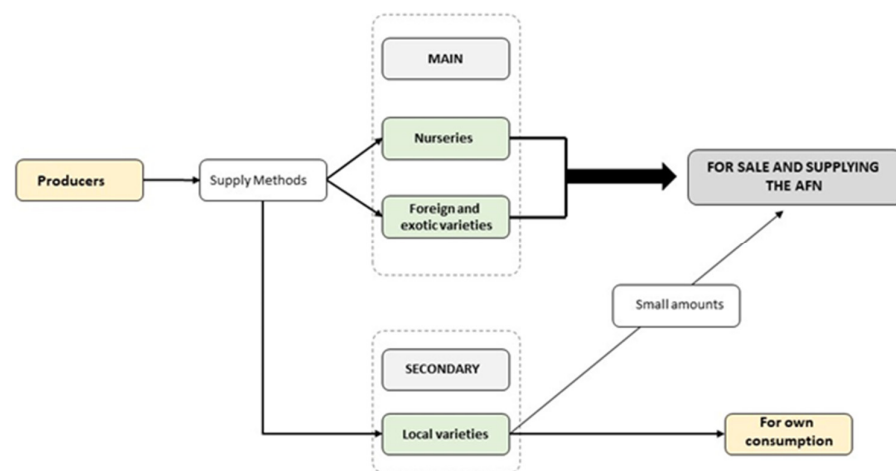 MAIN
Nurseries
Producers
Supply Methods
Foreign and
exotic varieties
FOR SALE AND SUPPLYING
THE AFN
Small amounts
SECONDARY
Local varieties
For own
consumption